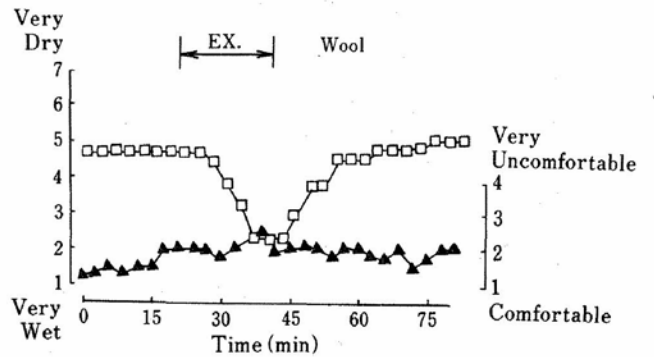 Very
Dry
EX.
Wool
7
6
5
4
3
2
1
Very
Wet
Very
Uncomfortable
4
3
2
1
Comfortable
0 15 30 45 60 75
Time (min)